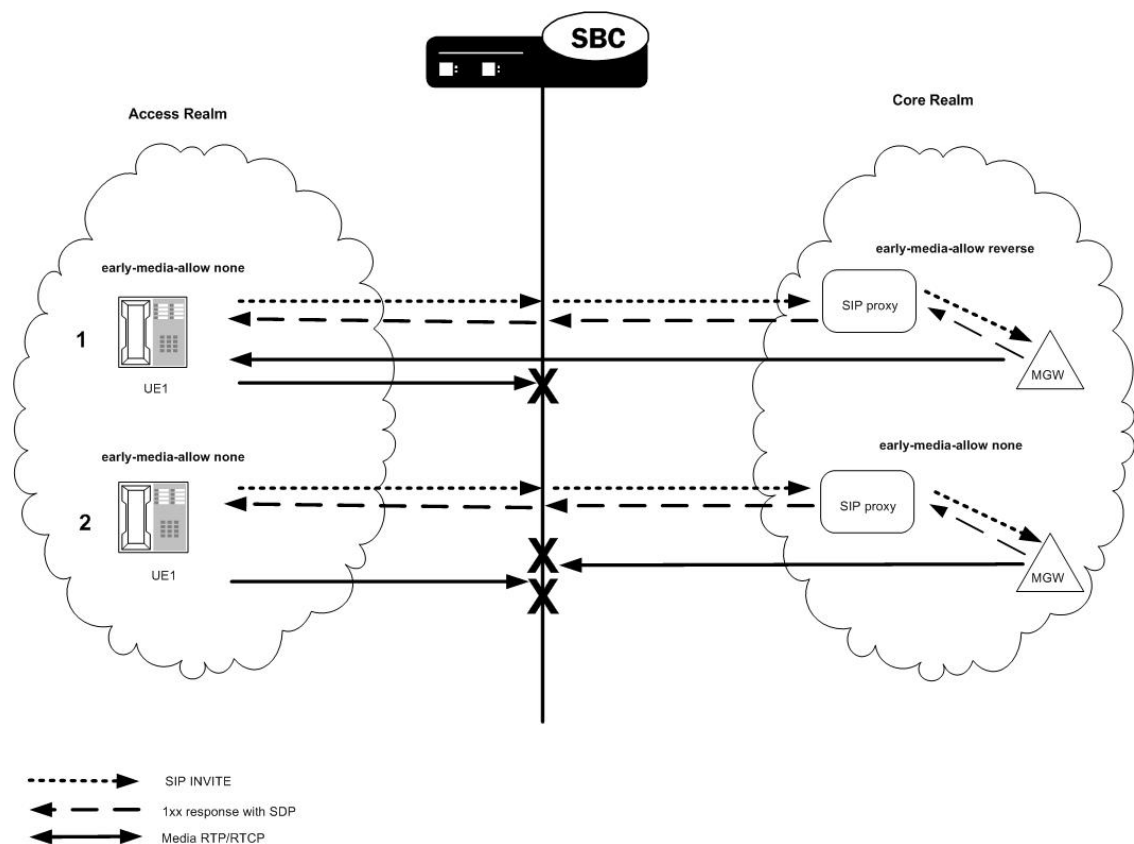 SBC
Access Realm
Core Realm
early-media-allow none
early-media-allow reverse
1
SIP proxy
UE1
MGW
X
early-media-allow none
early-media-allow none
2
SIP proxy
X
UE1
MGW
X
SIP INVITE
1xx response with SDP
Media RTP/RTCP